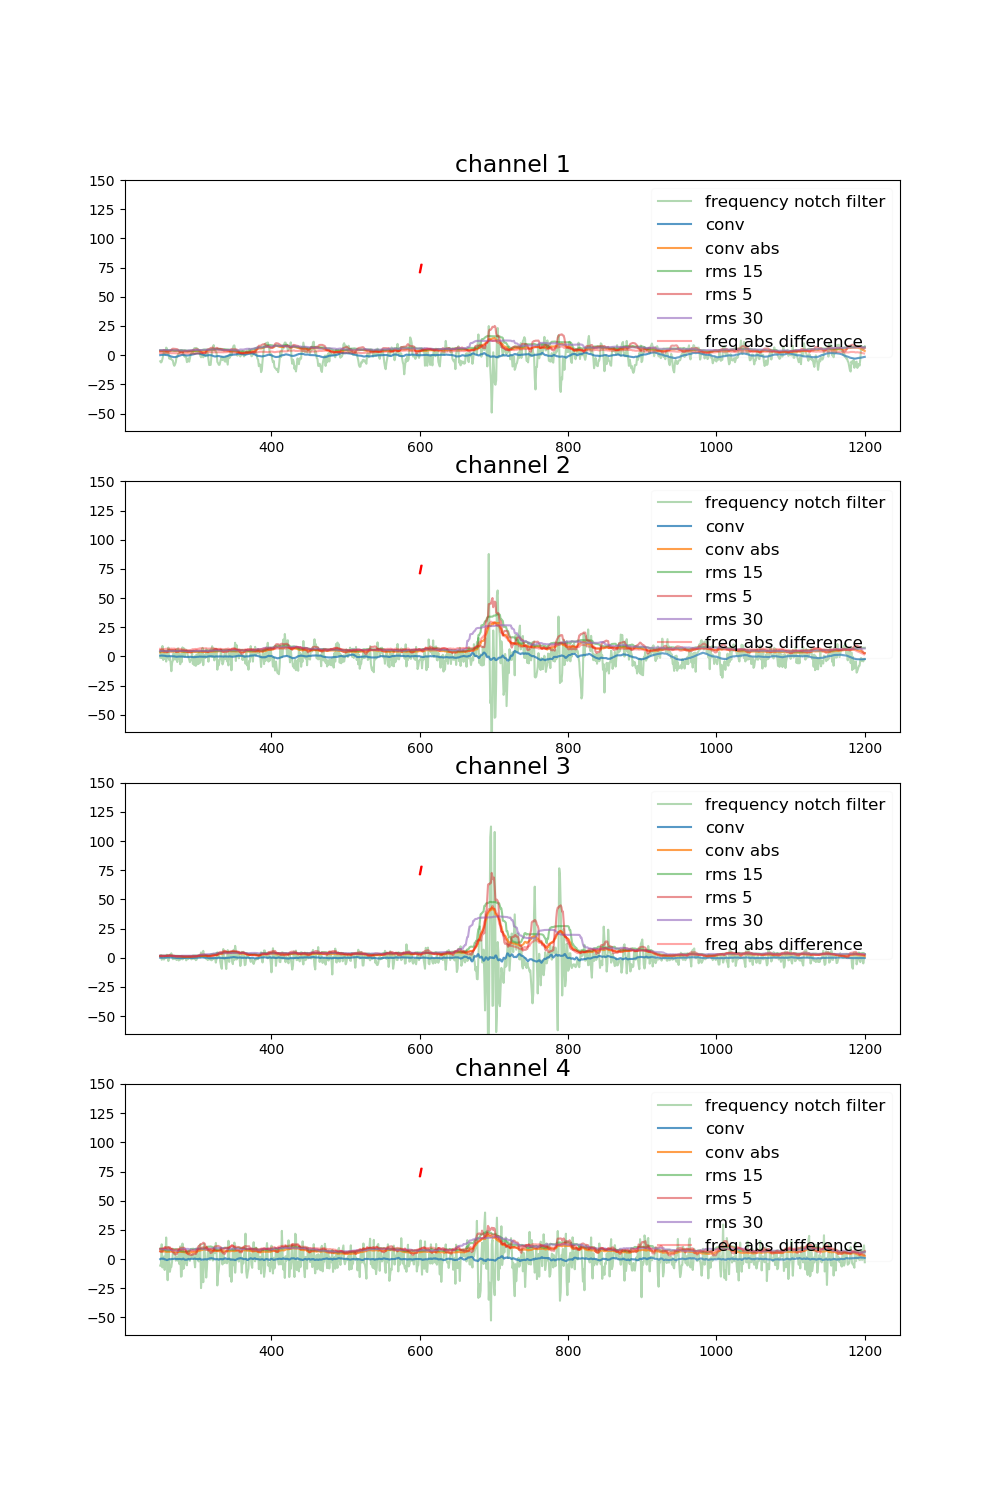 channel 1
150
125
100
75
50
25
0
−25
−50
frequency notch filter
conv
conv abs
rms 15
rms 5
rms 30
freq abs difference
400 600 800 1000 1200
channel 2
150
125
100
75
50
25
0
−25
−50
frequency notch filter
conv
conv abs
rms 15
rms 5
rms 30
freq abs difference
400 600 800 1000 1200
channel 3
150
125
100
75
50
25
0
−25
−50
frequency notch filter
conv
conv abs
rms 15
rms 5
rms 30
freq abs difference
400 600 800 1000 1200
channel 4
150
125
100
75
50
25
0
−25
−50
frequency notch filter
conv
conv abs
rms 15
rms 5
rms 30
freq abs difference
400 600 800 1000 1200